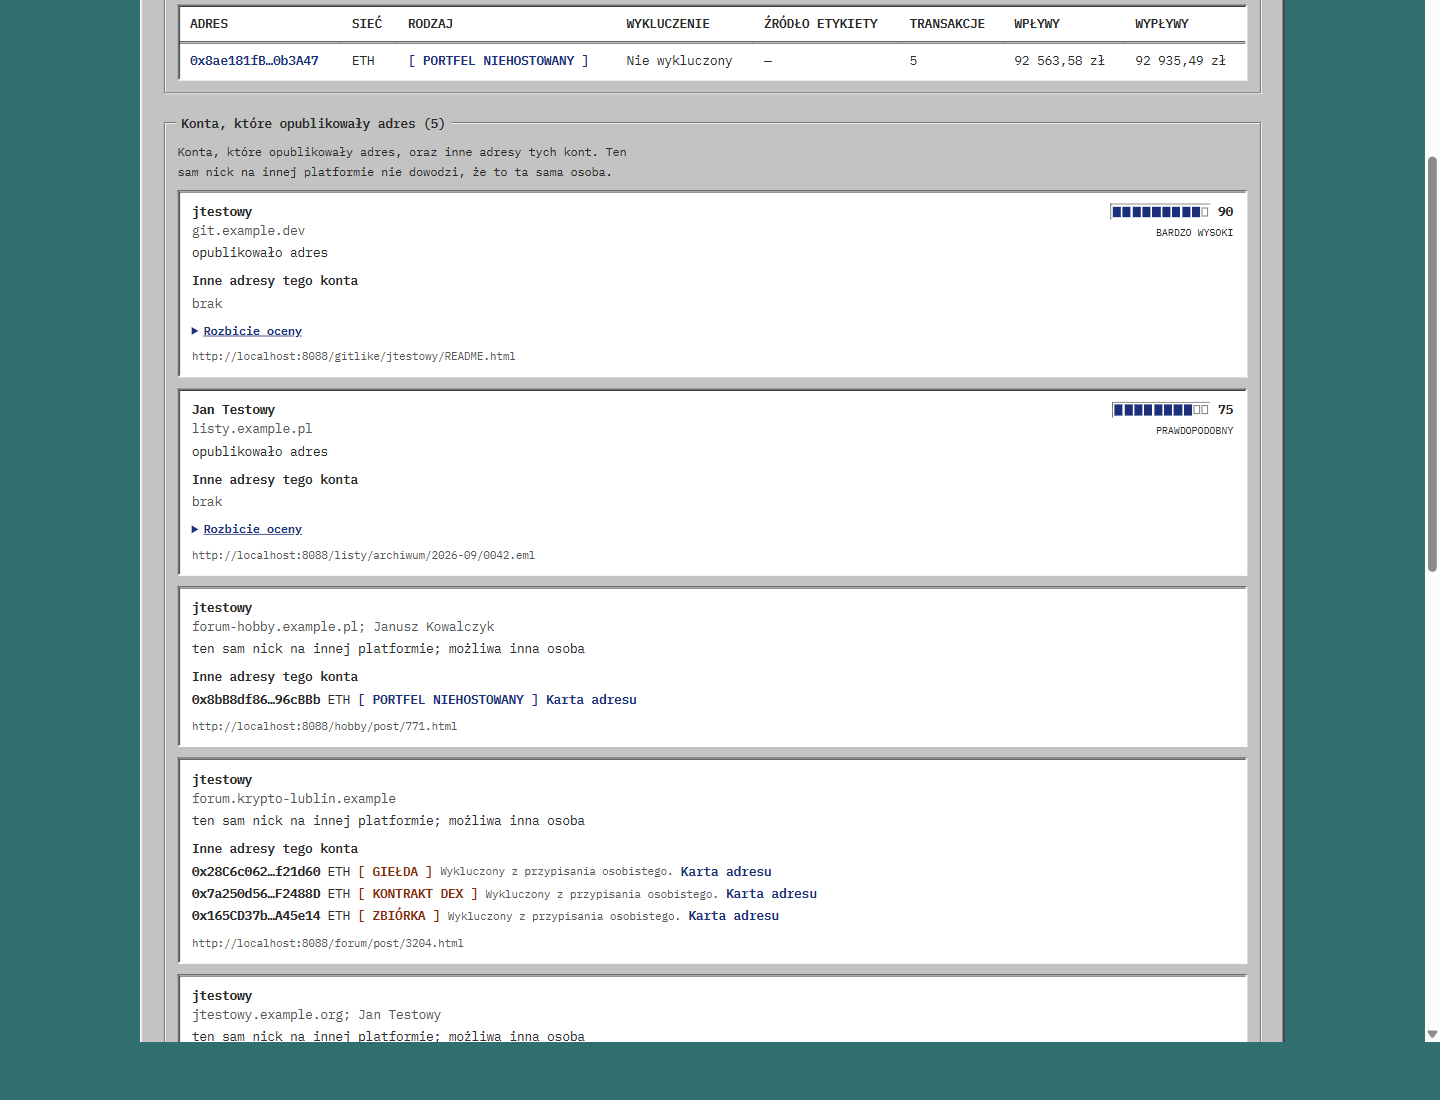 ADRES SIEĆ RODZAJ WYKLUCZENIE ŹRÓDŁO ETYKIETY TRANSAKCJE WPŁYWY WYPŁYWY
0x8ae181fB…0b3A47 ETH [ PORTFEL NIEHOSTOWANY ] Nie wykluczony — 5 92 563,58 zł 92 935,49 zł
Konta, które opublikowały adres (5)
Konta, które opublikowały adres, oraz inne adresy tych kont. Ten
sam nick na innej platformie nie dowodzi, że to ta sama osoba.
jtestowy 90
git.example.dev BARDZO WYSOKI
opublikowało adres
Inne adresy tego konta
brak
Rozbicie oceny
http://localhost:8088/gitlike/jtestowy/README.html
Jan Testowy 75
listy.example.pl PRAWDOPODOBNY
opublikowało adres
Inne adresy tego konta
brak
Rozbicie oceny
http://localhost:8088/listy/archiwum/2026-09/0042.eml
jtestowy
forum-hobby.example.pl; Janusz Kowalczyk
ten sam nick na innej platformie; możliwa inna osoba
Inne adresy tego konta
0x8bB8df86…96cBBb ETH [ PORTFEL NIEHOSTOWANY ] Karta adresu
http://localhost:8088/hobby/post/771.html
jtestowy
forum.krypto-lublin.example
ten sam nick na innej platformie; możliwa inna osoba
Inne adresy tego konta
0x28C6c062…f21d60 ETH [ GIEŁDA ] Wykluczony z przypisania osobistego. Karta adresu
0x7a250d56…F2488D ETH [ KONTRAKT DEX ] Wykluczony z przypisania osobistego. Karta adresu
0x165CD37b…A45e14 ETH [ ZBIÓRKA ] Wykluczony z przypisania osobistego. Karta adresu
http://localhost:8088/forum/post/3204.html
jtestowy
jtestowy.example.org; Jan Testowy
ten sam nick na innej platformie; możliwa inna osoba